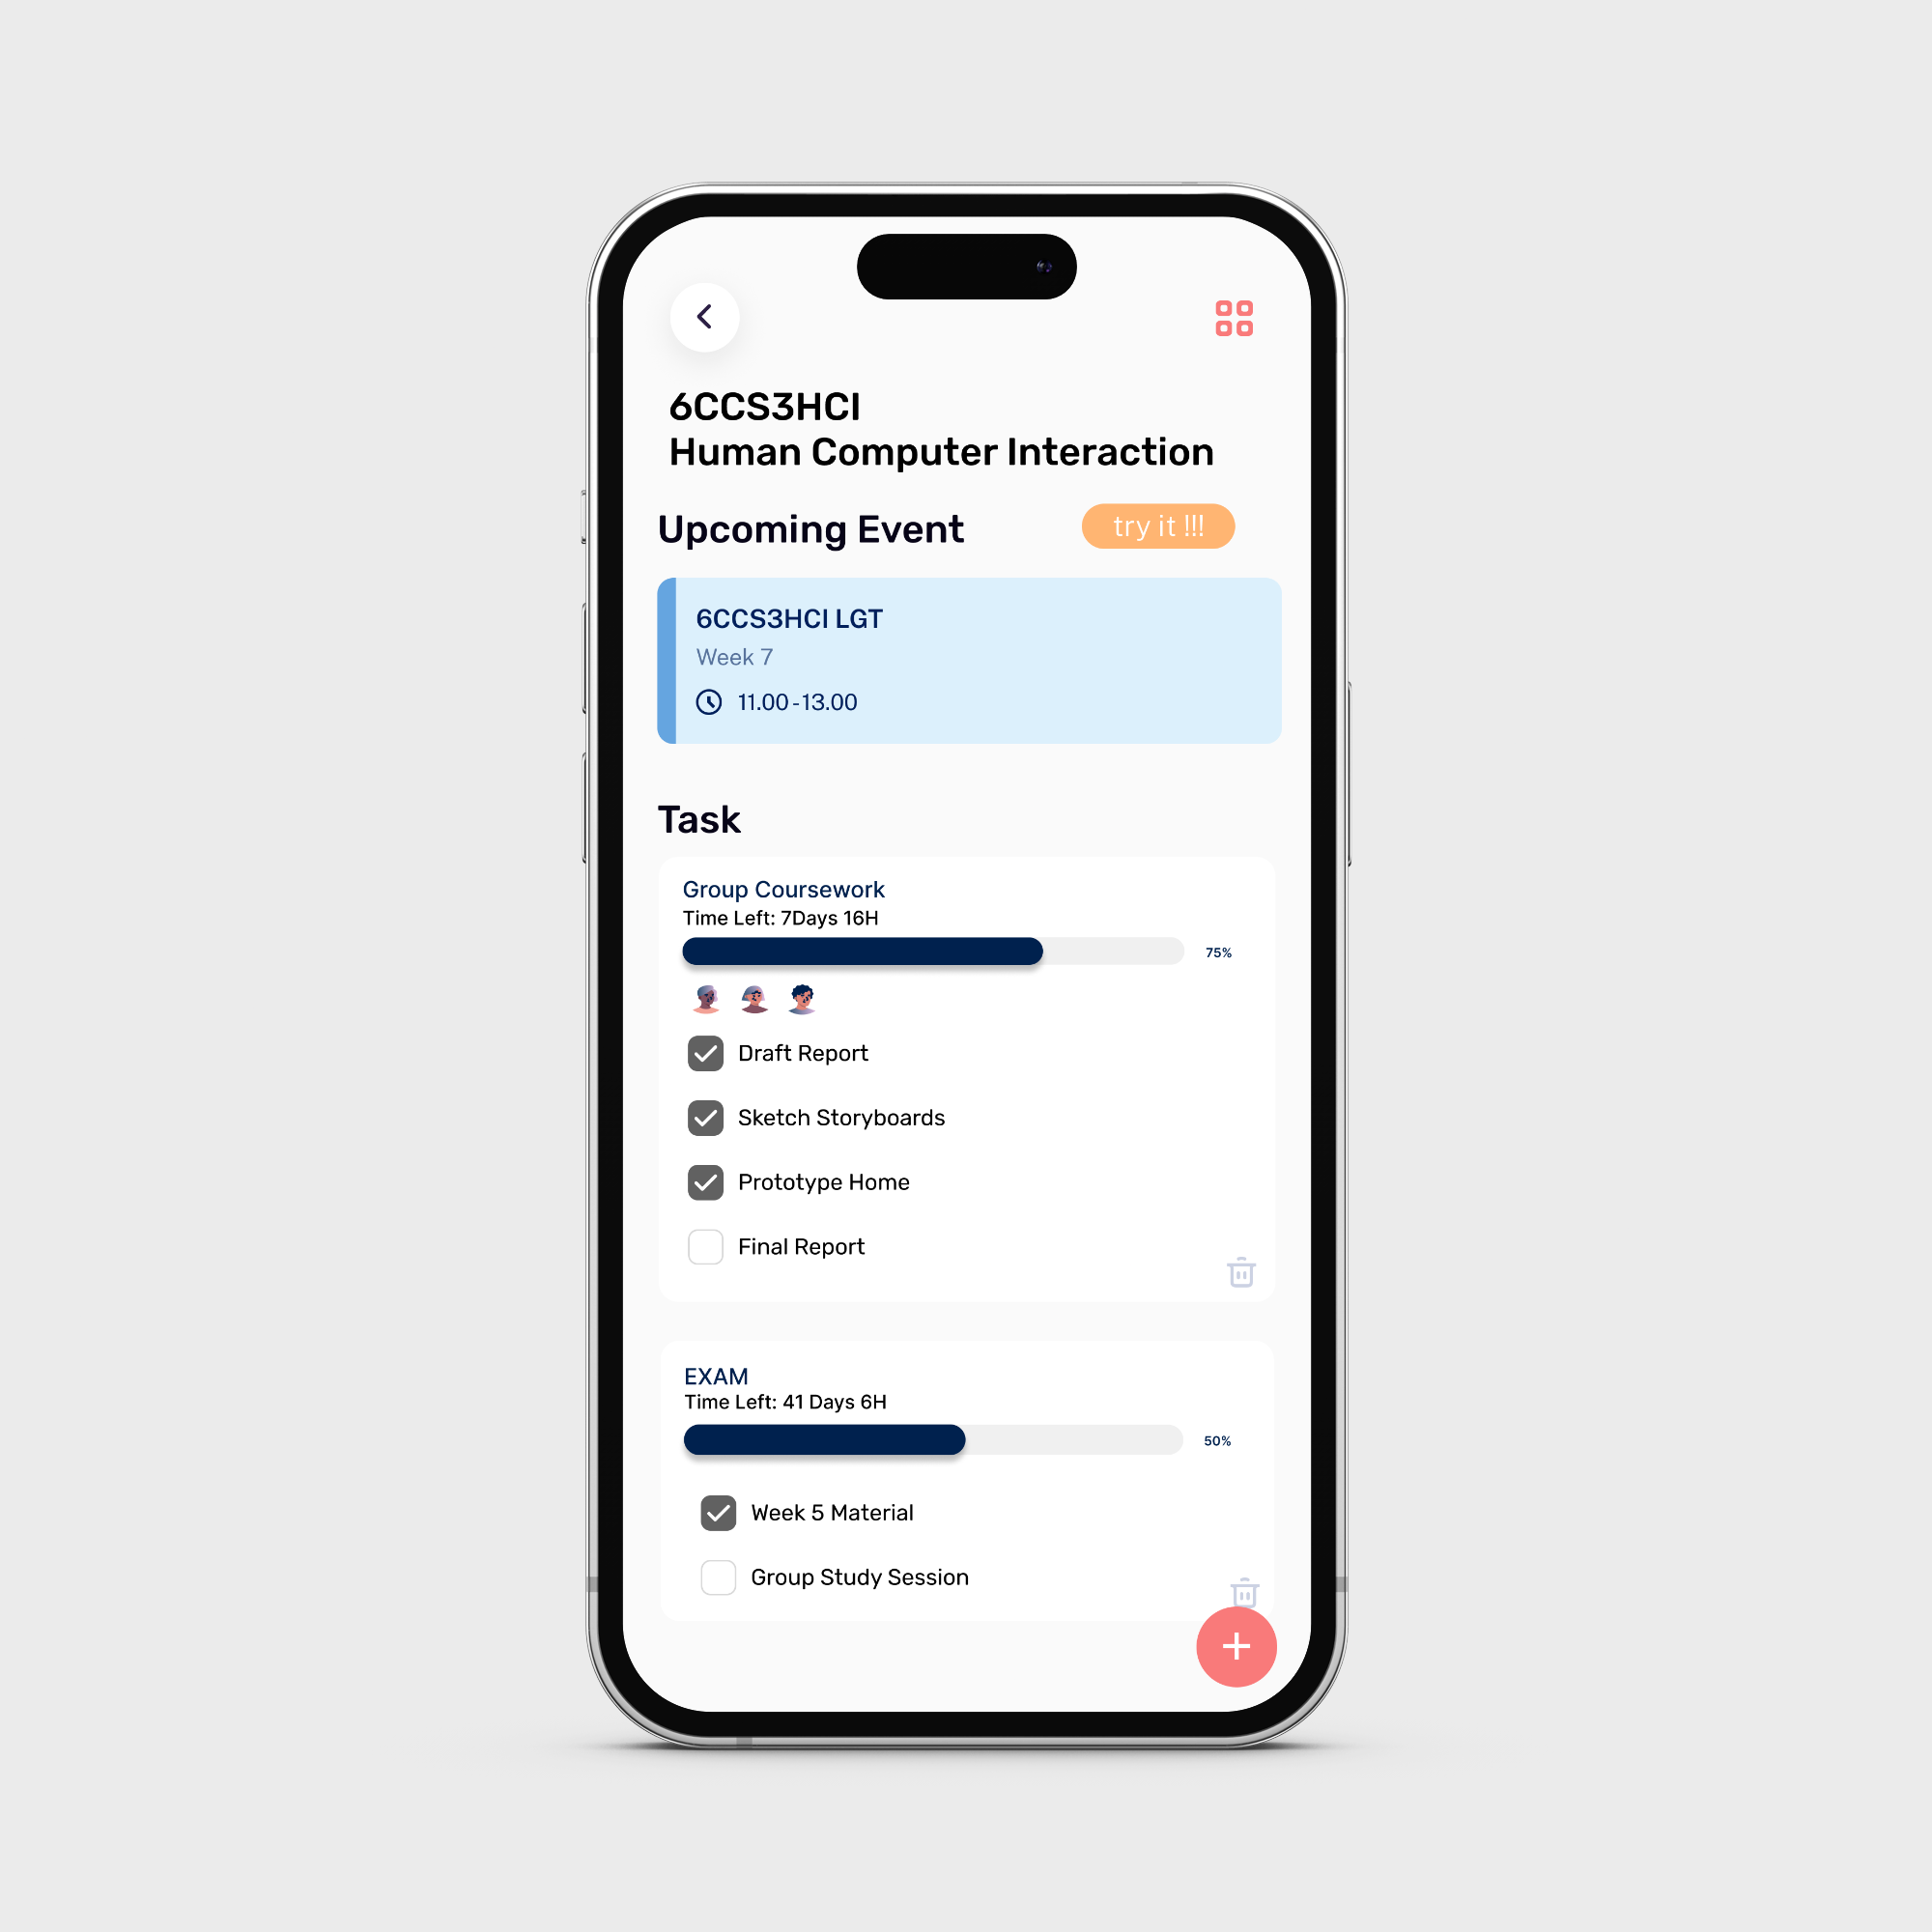 6CCS3HCI
Human Computer Interaction
Upcoming Event
try it !!!
6CCS3HCI LGT
Week 7
11.00-13.00
Task
Group Coursework
Time Left: 7Days 16H
75%
Draft Report
Sketch Storyboards
Prototype Home
Final Report
EXAM
Time Left: 41 Days 6H
50%
Week 5 Material
Group Study Session